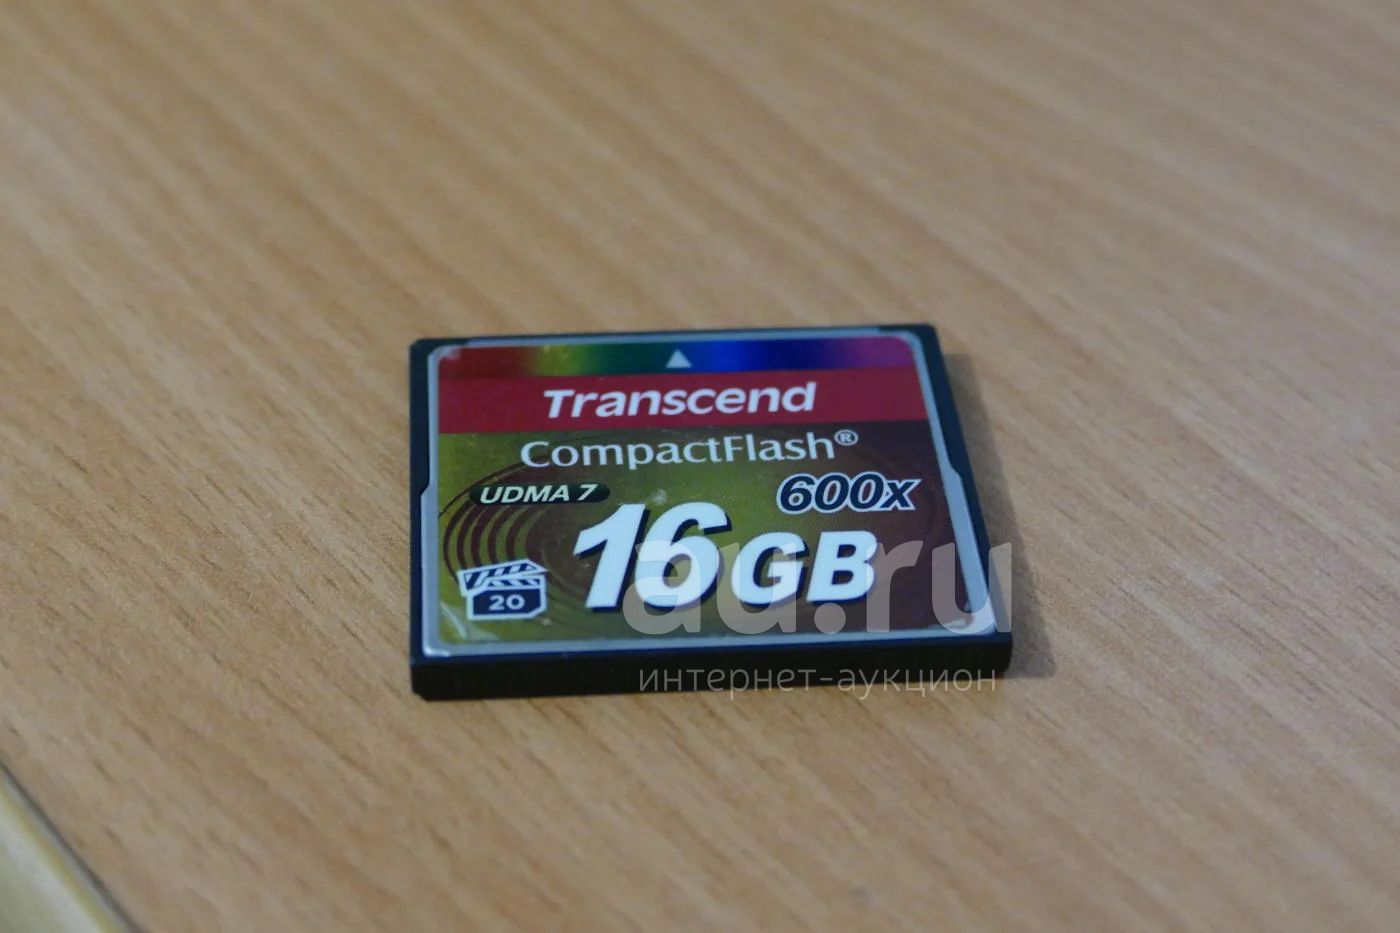 Transcend
CompactFlash®
UDMA 7
600x
16GB
20
au.ru
интернет-аукцион